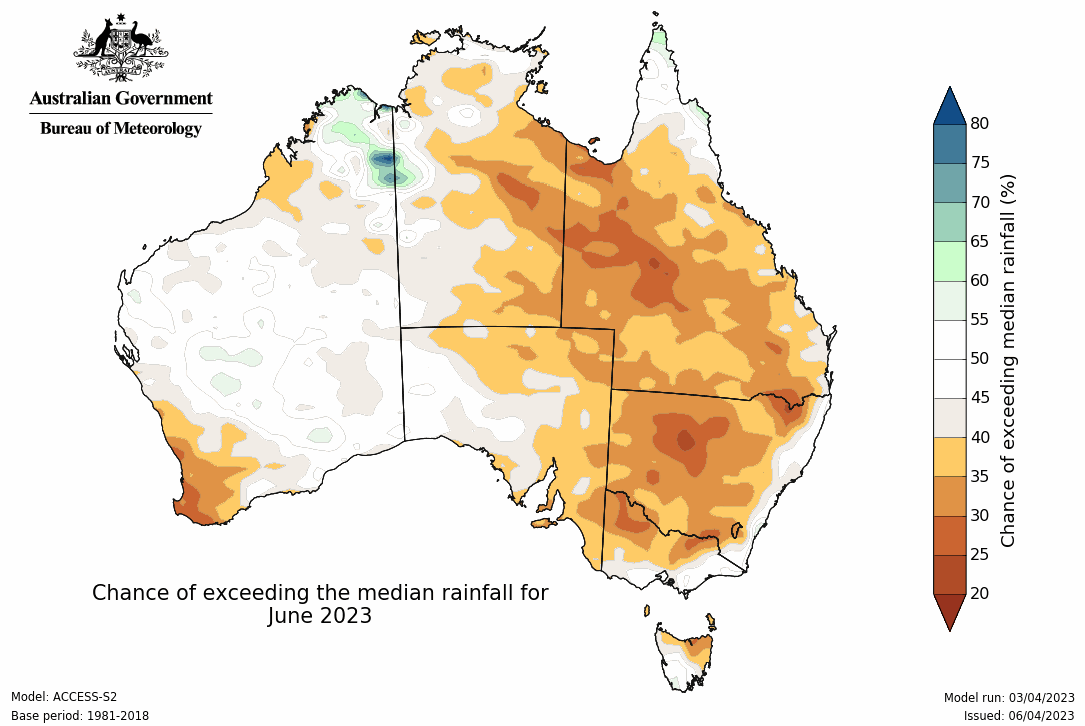 AUSTRALIA
Australian Government
Bureau of Meteorology
80
75
70
65
60
55
50
45
40
35
30
25
20
Chance of exceeding median rainfall (%)
Chance of exceeding the median rainfall for
June 2023
Model: ACCESS-S2
Base period: 1981-2018
Model run: 03/04/2023
Issued: 06/04/2023